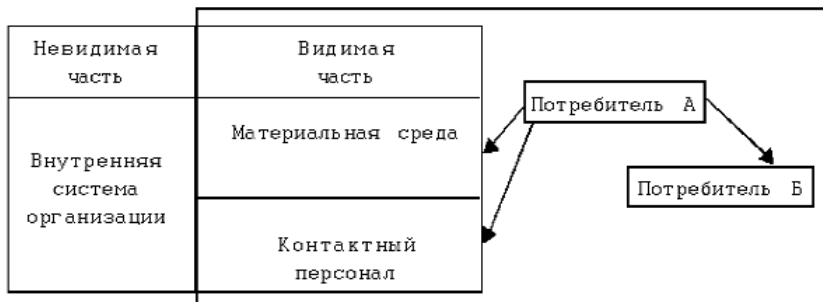 Невидимая
часть
Видимая
часть
Потребитель А
Материальная среда
Внутренняя
система
организации
Потребитель Б
Контактный
персонал